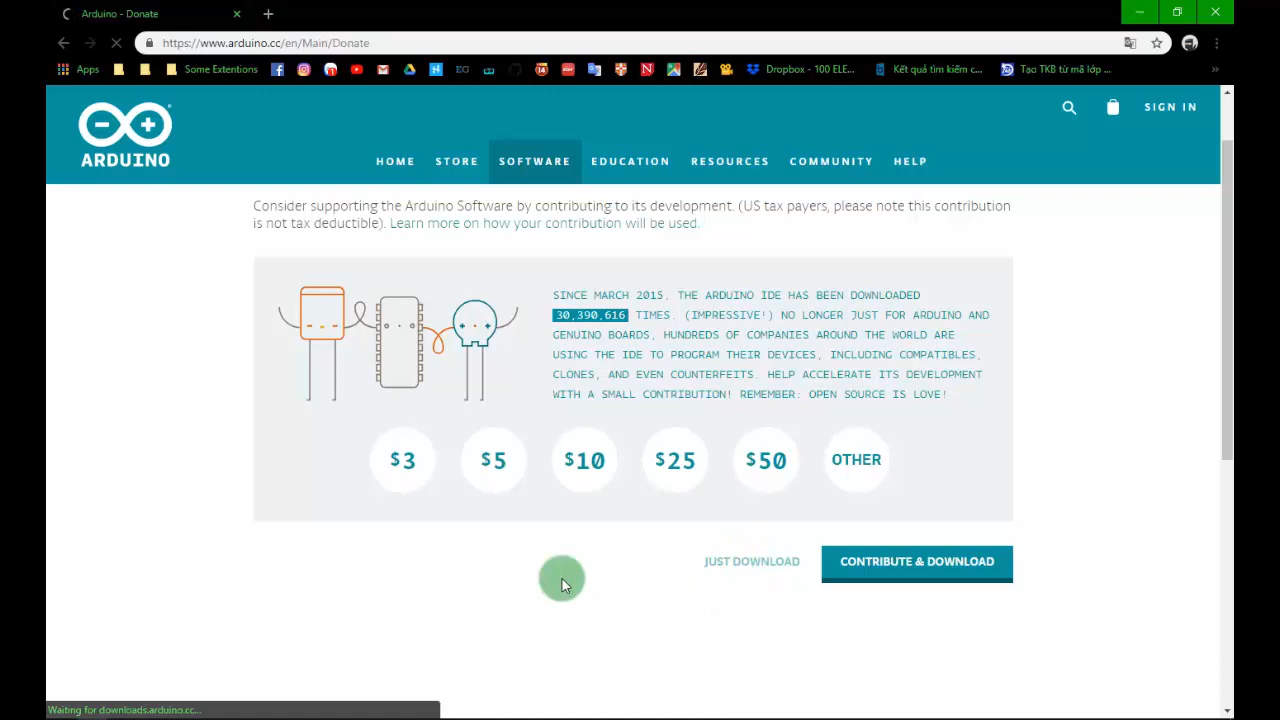 Arduino - Donate
https://www.arduino.cc/en/Main/Donate
Apps
Some Extentions
EG
14
Dropbox - 100 ELE...
Kết quả tìm kiếm c...
Tạo TKB từ mã lớp ...
ARDUINO
SIGN IN
HOME STORE SOFTWARE EDUCATION RESOURCES COMMUNITY HELP
Consider supporting the Arduino Software by contributing to its development. (US tax payers, please note this contribution
is not tax deductible). Learn more on how your contribution will be used.
SINCE MARCH 2015, THE ARDUINO IDE HAS BEEN DOWNLOADED
30,390,616 TIMES. (IMPRESSIVE!) NO LONGER JUST FOR ARDUINO AND
GENUINO BOARDS, HUNDREDS OF COMPANIES AROUND THE WORLD ARE
USING THE IDE TO PROGRAM THEIR DEVICES, INCLUDING COMPATIBLES,
CLONES, AND EVEN COUNTERFEITS. HELP ACCELERATE ITS DEVELOPMENT
WITH A SMALL CONTRIBUTION! REMEMBER: OPEN SOURCE IS LOVE!
$3 $5 $10 $25 $50 OTHER
JUST DOWNLOAD
CONTRIBUTE & DOWNLOAD
Waiting for downloads.arduino.cc...